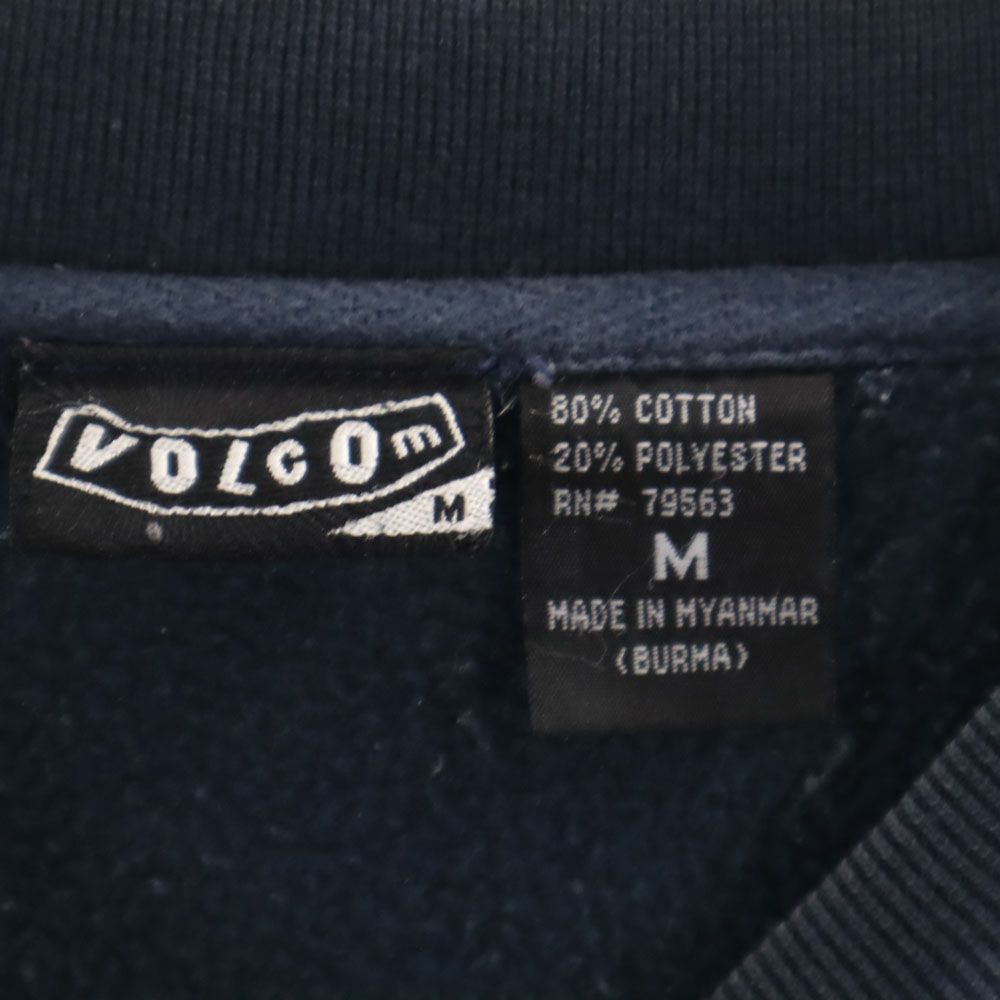 VOLCOm
M
80% COTTON
20% POLYESTER
RN# 79563
M
MADE IN MYANMAR
(BURMA)